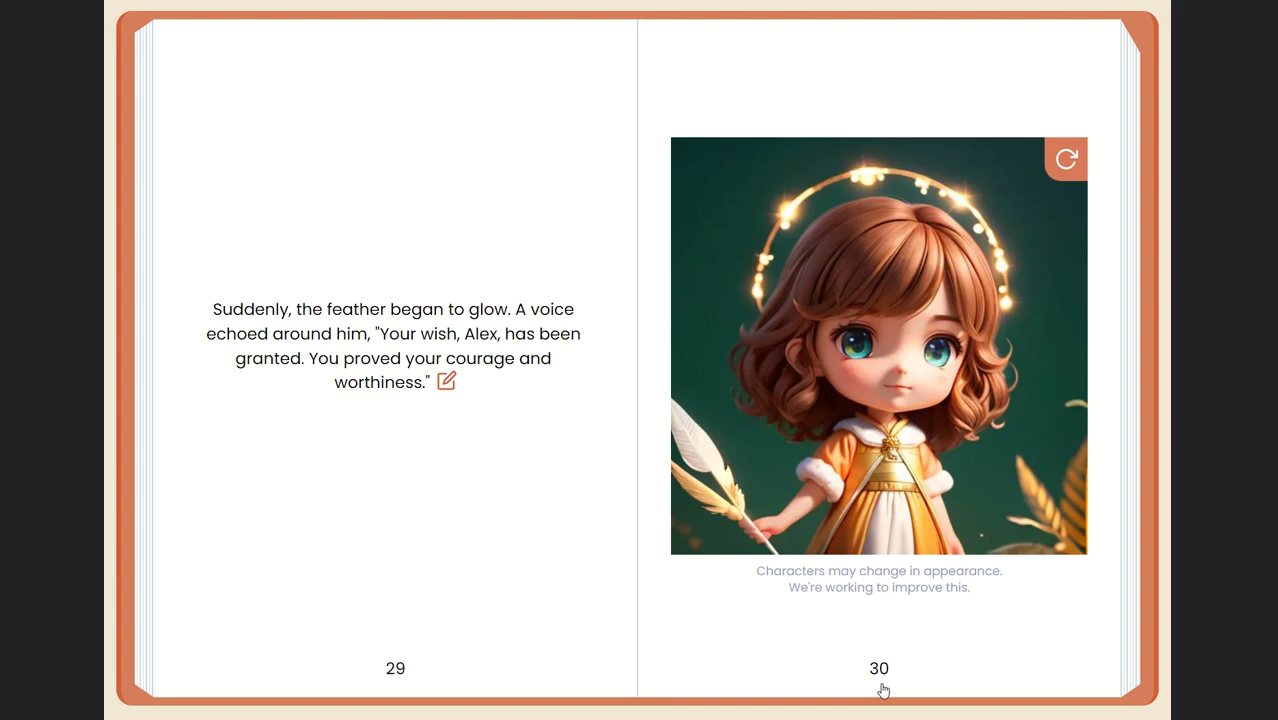 Suddenly, the feather began to glow. A voice
echoed around him, "Your wish, Alex, has been
granted. You proved your courage and
worthiness."
Characters may change in appearance.
We're working to improve this.
29
30